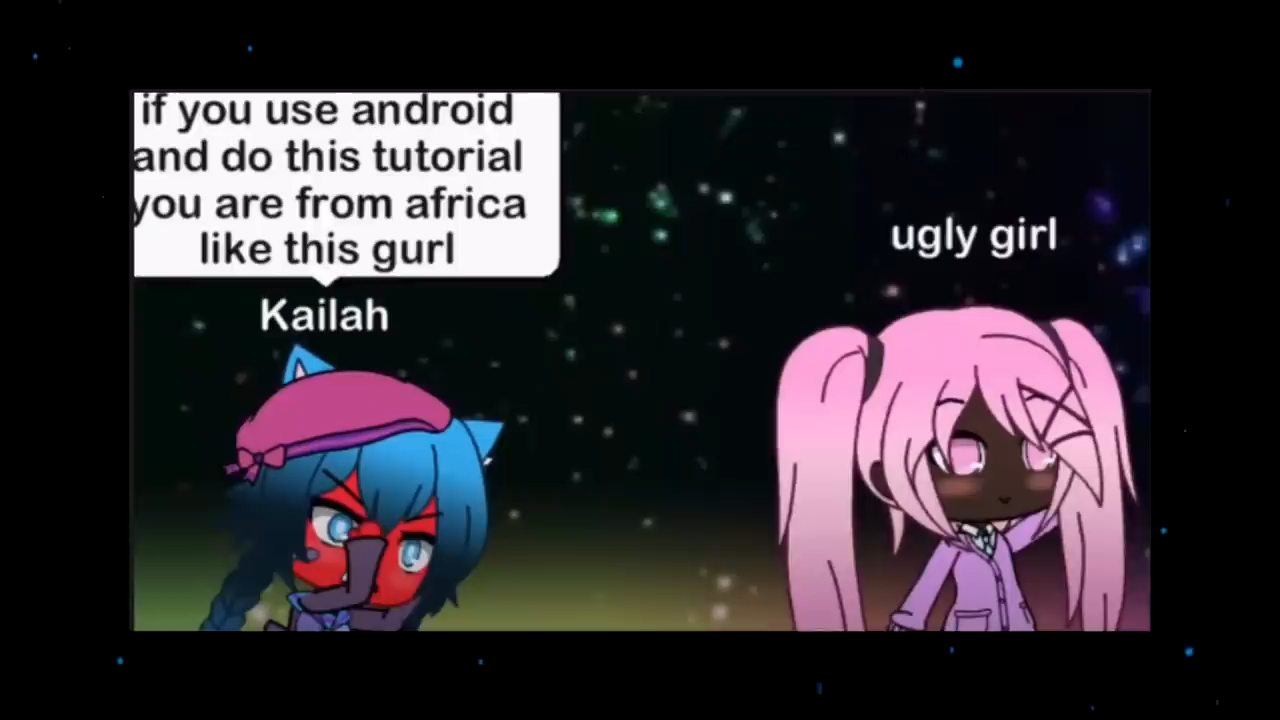 if you use android
and do this tutorial
you are from africa
like this gurl
Kailah
ugly girl